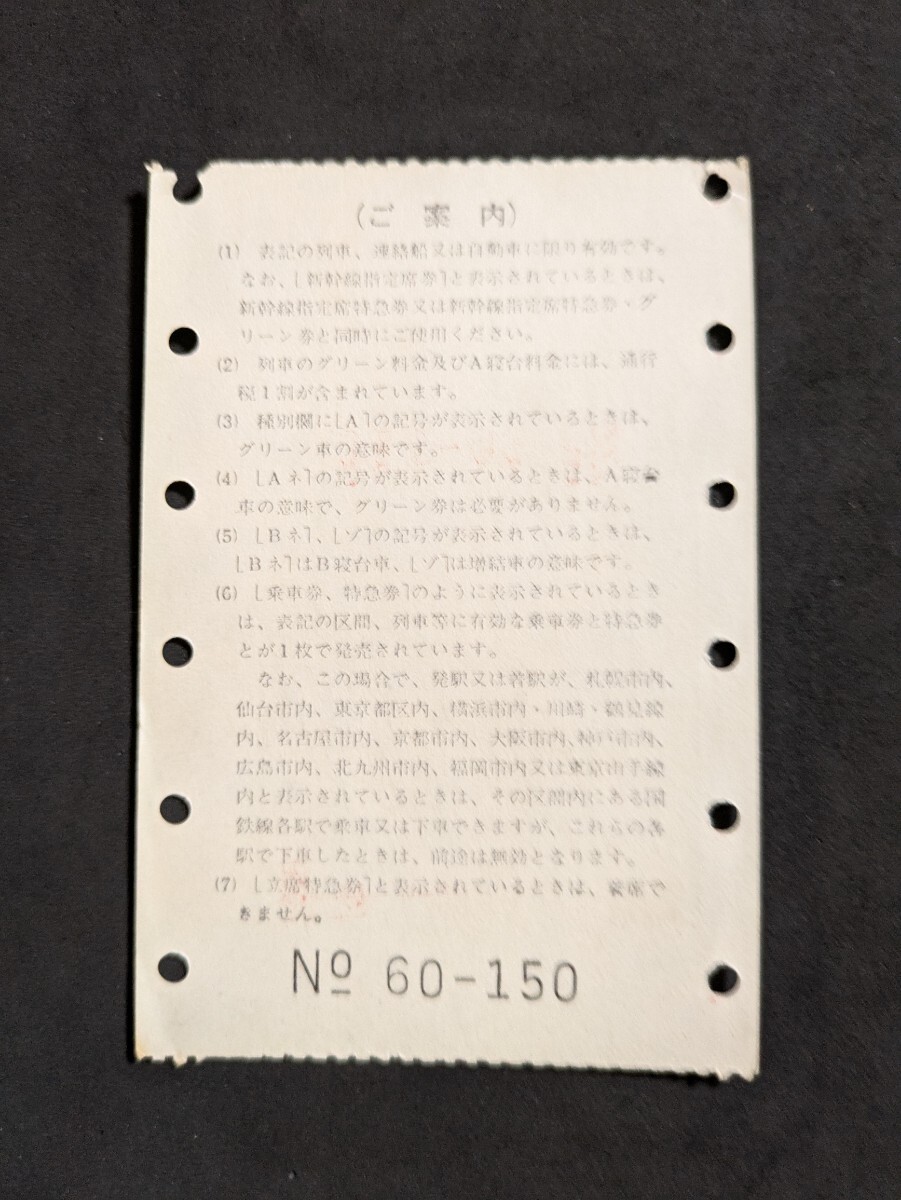 (ご案内)
(1) 表記の列車、連絡船又は自動車に限り有効です。
なお、[新幹線指定席券]と表示されているときは、
新幹線指定席特急券又は新幹線指定席特急券・グ
リーン券と同時にご使用ください。
(2) 列車のグリーン料金及びA寝台料金には、通行
税1割が含まれています。
(3) 種別欄に[A]の記号が表示されているときは、
グリーン車の意味です。
(4) [Aネ]の記号が表示されているときは、A寝台
車の意味で、グリーン券は必要がありません。
(5) [Bネ]、[ゾ]の記号が表示されているときは、
[Bネ]はB寝台車、[ゾ]は増結車の意味です。
(6) [乗車券、特急券]のように表示されているとき
は、表記の区間、列車等に有効な乗車券と特急券
とが1枚で発売されています。
なお、この場合で、発駅又は着駅が、札幌市内、
仙台市内、東京都区内、横浜市内・川崎・鶴見線
内、名古屋市内、京都市内、大阪市内、神戸市内、
広島市内、北九州市内、福岡市内又は東京山手線
内と表示されているときは、その区間内にある国
鉄線各駅で乗車又は下車できますが、これらの各
駅で下車したときは、前途は無効となります。
(7) [立席特急券]と表示されているときは、着席で
きません。
№ 60-150